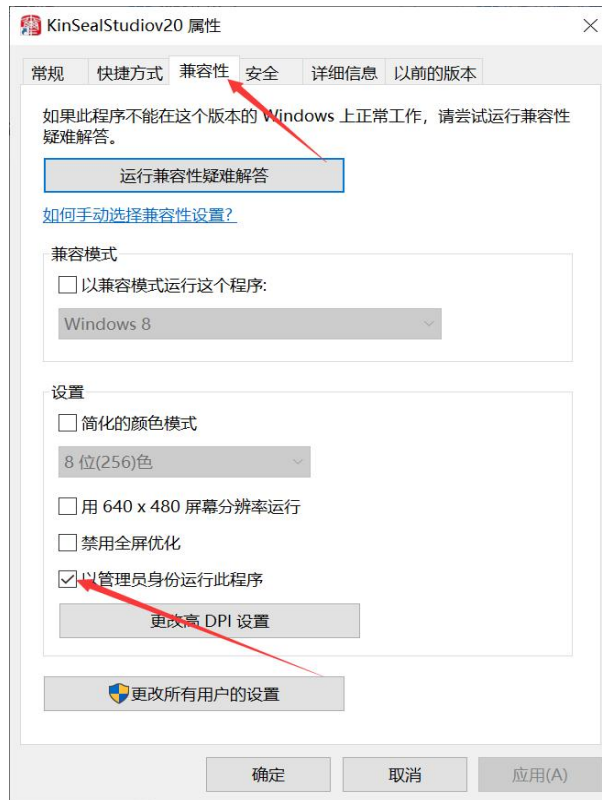 KinSealStudiov20 属性
常规 快捷方式 兼容性 安全 详细信息 以前的版本
如果此程序不能在这个版本的 Windows 上正常工作，请尝试运行兼容性
疑难解答。
运行兼容性疑难解答
如何手动选择兼容性设置?
兼容模式
以兼容模式运行这个程序:
Windows 8
设置
简化的颜色模式
8 位(256)色
用 640 x 480 屏幕分辨率运行
禁用全屏优化
以管理员身份运行此程序
更改高 DPI 设置
更改所有用户的设置
确定 取消 应用(A)